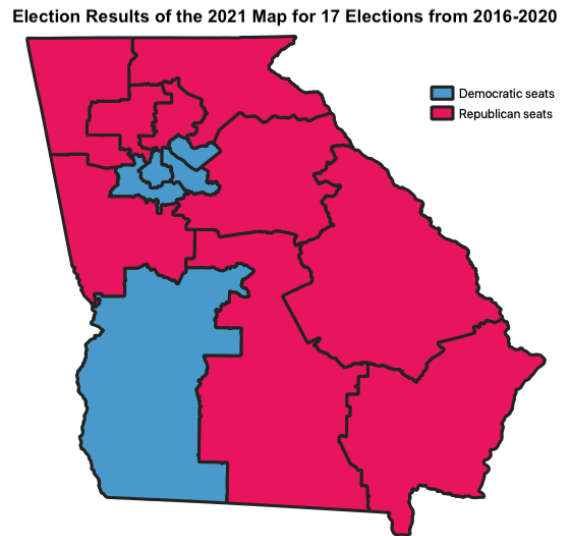 Election Results of the 2021 Map for 17 Elections from 2016-2020
Democratic seats
Republican seats